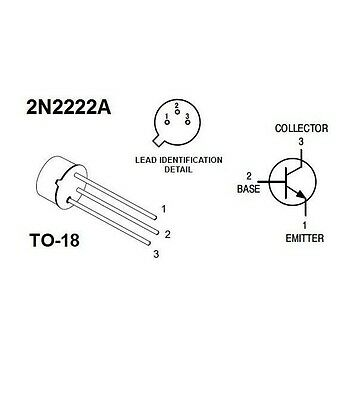 2N2222A
2
1 3
LEAD IDENTIFICATION
DETAIL
COLLECTOR
3
2
BASE
1
EMITTER
1
2
3
TO-18